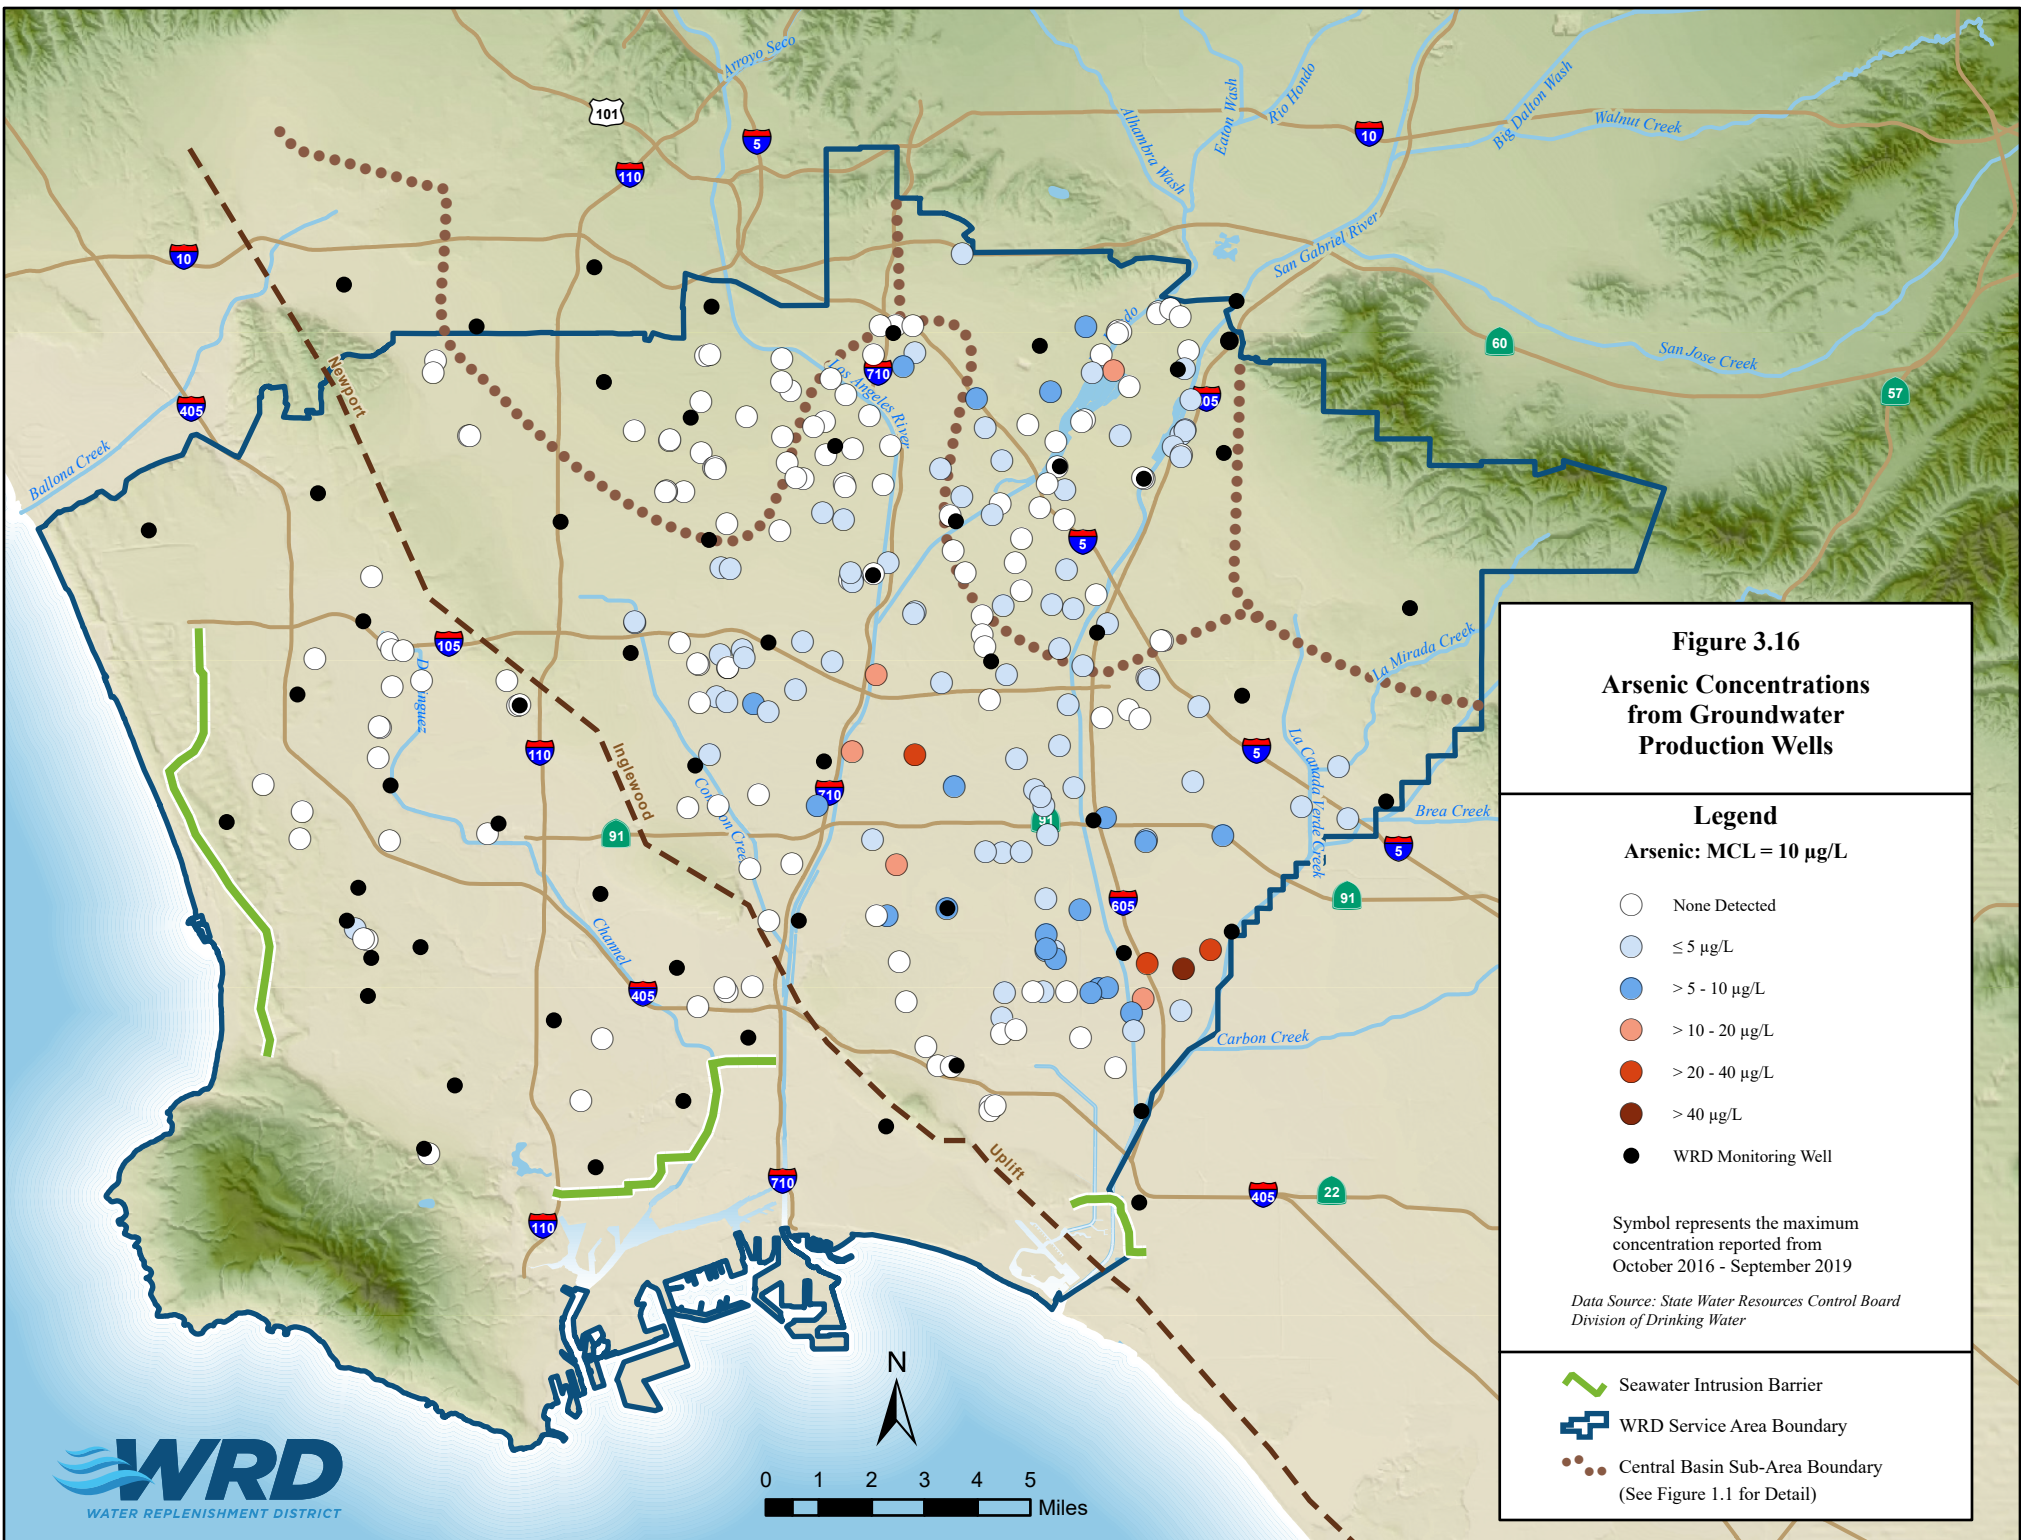 Arroyo Seco
101
5
110
10
Alhambra Wash
Eaton Wash
Rio Hondo
10
Big Dalton Wash
Walnut Creek
San Gabriel River
do
60
San Jose Creek
57
Newport
405
Ballona Creek
710
Los Angeles River
05
5
105
Dominguez
110
Inglewood
710
Compton Creek
91
91
La Mirada Creek
La Canada Verde Creek
5
Brea Creek
5
91
605
Channel
405
Carbon Creek
Uplift
710
110
405
22
N
0 1 2 3 4 5
Miles
WRD
WATER REPLENISHMENT DISTRICT
Figure 3.16
Arsenic Concentrations
from Groundwater
Production Wells
Legend
Arsenic: MCL = 10 µg/L
None Detected
≤ 5 µg/L
> 5 - 10 µg/L
> 10 - 20 µg/L
> 20 - 40 µg/L
> 40 µg/L
WRD Monitoring Well
Symbol represents the maximum
concentration reported from
October 2016 - September 2019
Data Source: State Water Resources Control Board
Division of Drinking Water
Seawater Intrusion Barrier
WRD Service Area Boundary
Central Basin Sub-Area Boundary
(See Figure 1.1 for Detail)